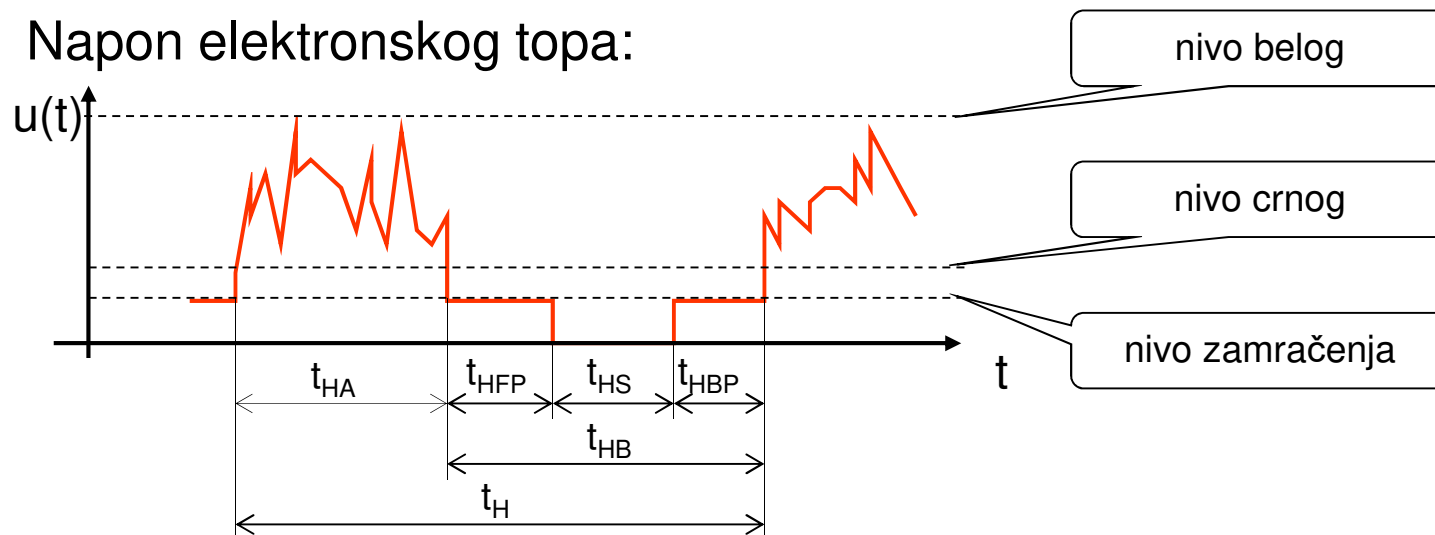 Napon elektronskog topa:
nivo belog
u(t)
nivo crnog
nivo zamračenja
t
tHA
tHFP
tHS
tHBP
tHB
tH